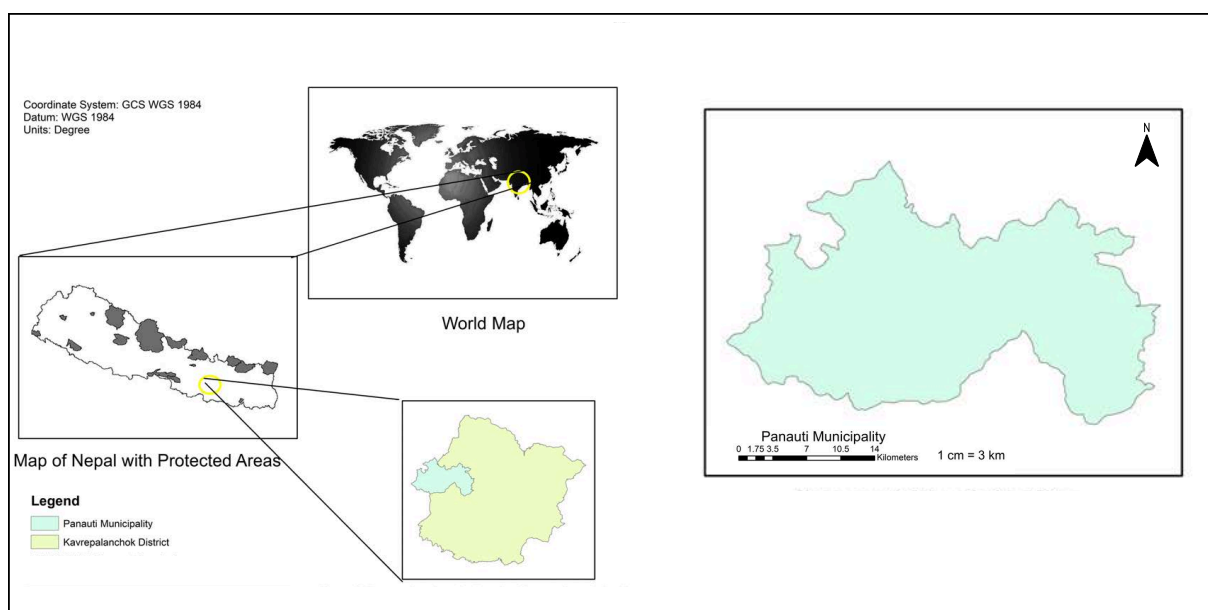 Coordinate System: GCS WGS 1984
Datum: WGS 1984
Units: Degree
World Map
Map of Nepal with Protected Areas
Legend
Panauti Municipality
Kavrepalanchok District
N
Panauti Municipality
0 1.75 3.5 7 10.5 14
Kilometers
1 cm = 3 km